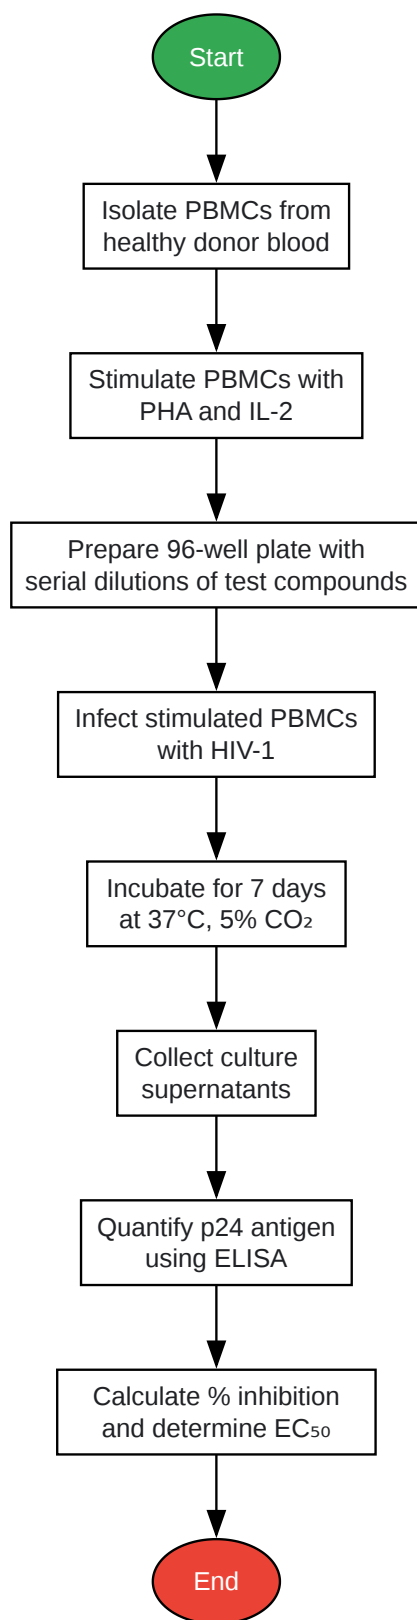 Start
Isolate PBMCs from
healthy donor blood
Stimulate PBMCs with
PHA and IL-2
Prepare 96-well plate with
serial dilutions of test compounds
Infect stimulated PBMCs
with HIV-1
Incubate for 7 days
at 37°C, 5% CO₂
Collect culture
supernatants
Quantify p24 antigen
using ELISA
Calculate % inhibition
and determine EC₅₀
End